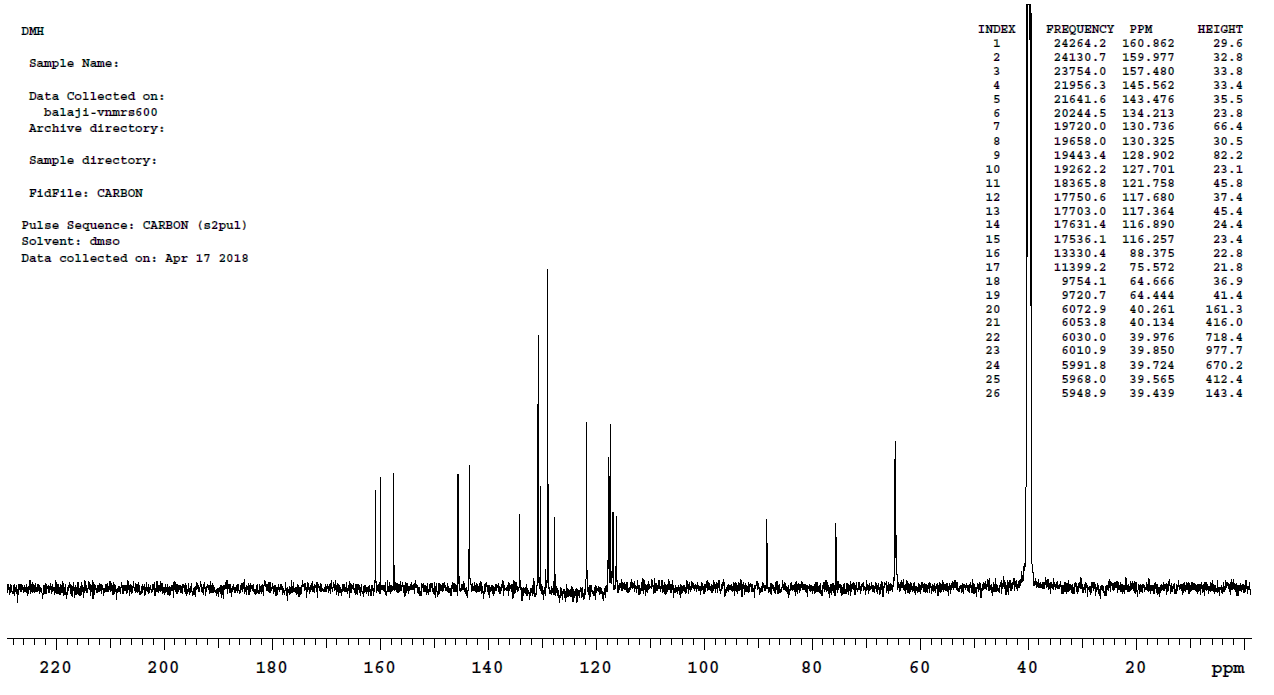 DMH
Sample Name:
Data Collected on:
balaji-vnmrs600
Archive directory:
Sample directory:
FidFile: CARBON
Pulse Sequence: CARBON (s2pul)
Solvent: dmso
Data collected on: Apr 17 2018
INDEX FREQUENCY PPM HEIGHT
1 24264.2 160.862 29.6
2 24130.7 159.977 32.8
3 23754.0 157.480 33.8
4 21956.3 145.562 33.4
5 21641.6 143.476 35.5
6 20244.5 134.213 23.8
7 19720.0 130.736 66.4
8 19658.0 130.325 30.5
9 19443.4 128.902 82.2
10 19262.2 127.701 23.1
11 18365.8 121.758 45.8
12 17750.6 117.680 37.4
13 17703.0 117.364 45.4
14 17631.4 116.890 24.4
15 17536.1 116.257 23.4
16 13330.4 88.375 22.8
17 11399.2 75.572 21.8
18 9754.1 64.666 36.9
19 9720.7 64.444 41.4
20 6072.9 40.261 161.3
21 6053.8 40.134 416.0
22 6030.0 39.976 718.4
23 6010.9 39.850 977.7
24 5991.8 39.724 670.2
25 5968.0 39.565 412.4
26 5948.9 39.439 143.4
220 200 180 160 140 120 100 80 60 40 20 ppm